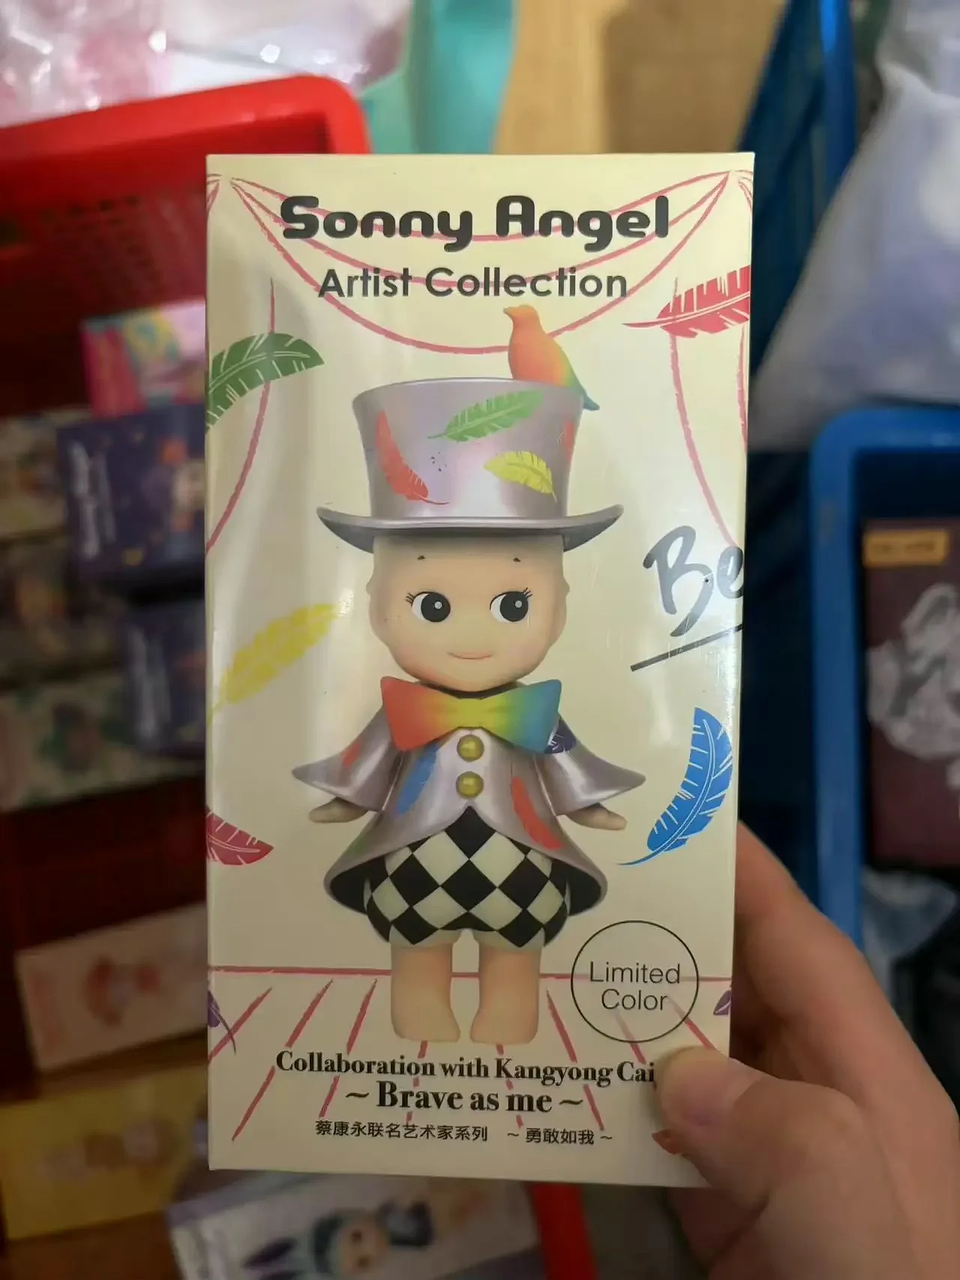 Sonny Angel
Artist Collection
Be
Limited
Color
Collaboration with Kangyong Cai
~ Brave as me ~
蔡康永联名艺术家系列 ~ 勇敢如我 ~